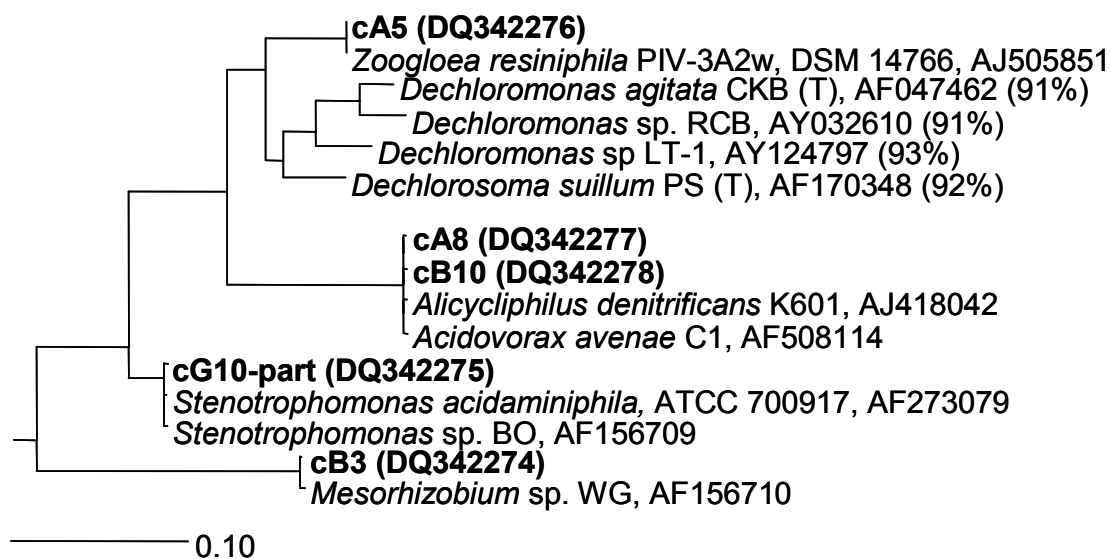 cA5 (DQ342276)
Zoogloea resiniphila PIV-3A2w, DSM 14766, AJ505851
Dechloromonas agitata CKB (T), AF047462 (91%)
Dechloromonas sp. RCB, AY032610 (91%)
Dechloromonas sp LT-1, AY124797 (93%)
Dechlorosoma suillum PS (T), AF170348 (92%)
cA8 (DQ342277)
cB10 (DQ342278)
Alicycliphilus denitrificans K601, AJ418042
Acidovorax avenae C1, AF508114
cG10-part (DQ342275)
Stenotrophomonas acidaminiphila, ATCC 700917, AF273079
Stenotrophomonas sp. BO, AF156709
cB3 (DQ342274)
Mesorhizobium sp. WG, AF156710
0.10